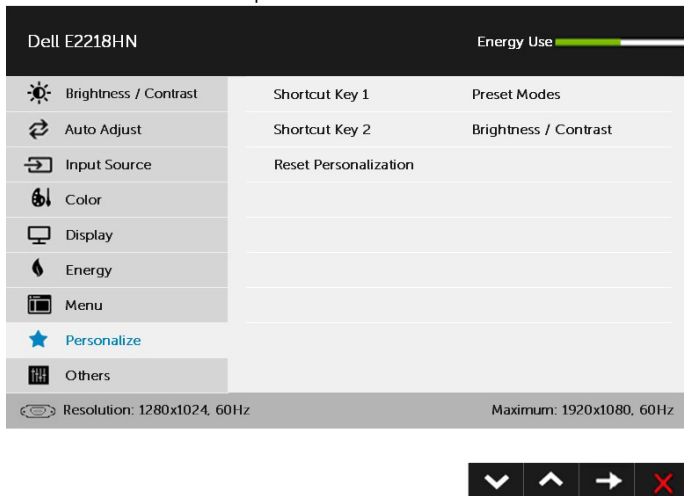 Dell E2218HN Energy Use
Brightness / Contrast Shortcut Key 1 Preset Modes
Auto Adjust Shortcut Key 2 Brightness / Contrast
Input Source Reset Personalization
Color
Display
Energy
Menu
Personalize
Others
Resolution: 1280x1024, 60Hz Maximum: 1920x1080, 60Hz